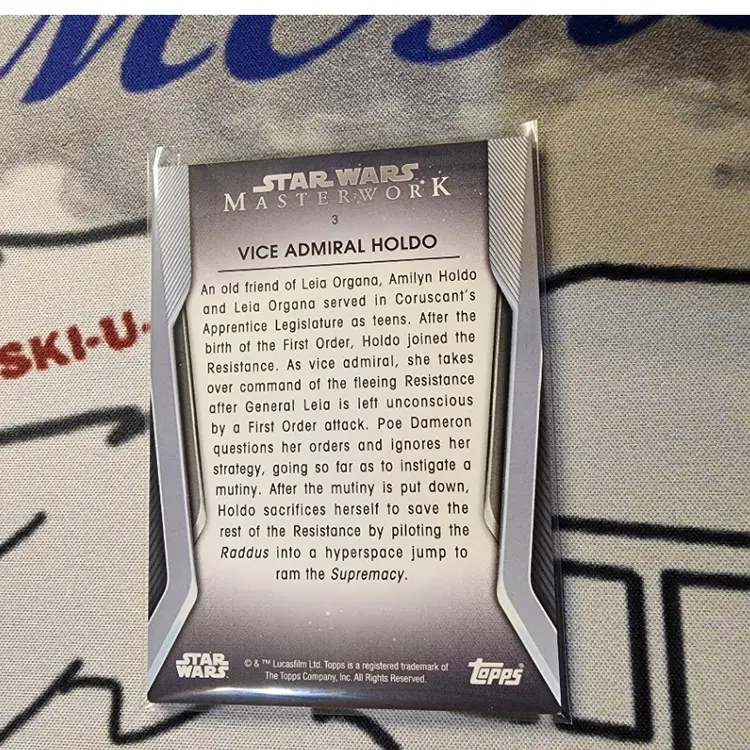 STAR WARS
MASTERWORK
3
VICE ADMIRAL HOLDO
An old friend of Leia Organa, Amilyn Holdo
and Leia Organa served in Coruscant's
Apprentice Legislature as teens. After the
birth of the First Order, Holdo joined the
Resistance. As vice admiral, she takes
over command of the fleeing Resistance
after General Leia is left unconscious
by a First Order attack. Poe Dameron
questions her orders and ignores her
strategy, going so far as to instigate a
mutiny. After the mutiny is put down,
Holdo sacrifices herself to save the
rest of the Resistance by piloting the
Raddus into a hyperspace jump to
ram the Supremacy.
STAR
WARS
© & ™ Lucasfilm Ltd. Topps is a registered trademark of
The Topps Company, Inc. All Rights Reserved.
Topps
SKI-U-